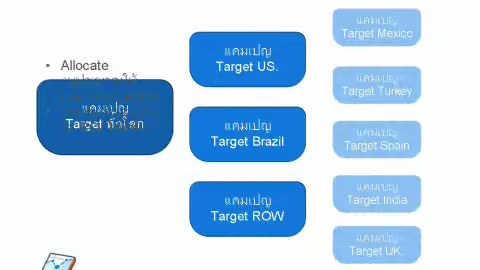 • Allocate
แคมเปญ
Target ทั่วโลก
แคมเปญ
Target US.
แคมเปญ
Target Brazil
แคมเปญ
Target ROW
แคมเปญ
Target Mexico
แคมเปญ
Target Turkey
แคมเปญ
Target Spain
แคมเปญ
Target India
แคมเปญ
Target UK.